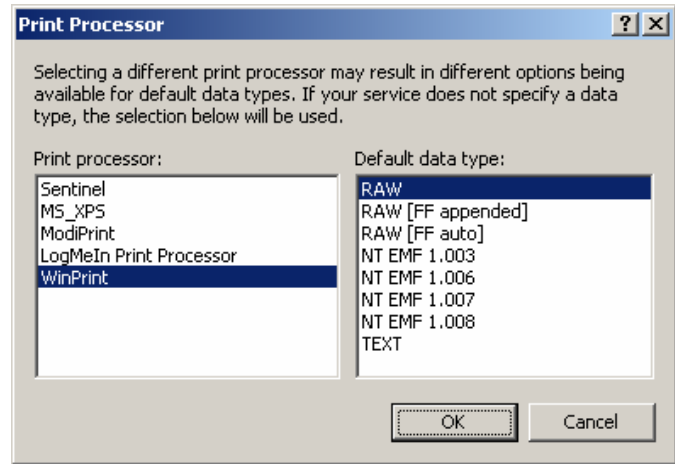 Print Processor
Selecting a different print processor may result in different options being
available for default data types. If your service does not specify a data
type, the selection below will be used.
Print processor:
Sentinel
MS_XPS
ModiPrint
LogMeIn Print Processor
WinPrint
Default data type:
RAW
RAW [FF appended]
RAW [FF auto]
NT EMF 1.003
NT EMF 1.006
NT EMF 1.007
NT EMF 1.008
TEXT
OK
Cancel